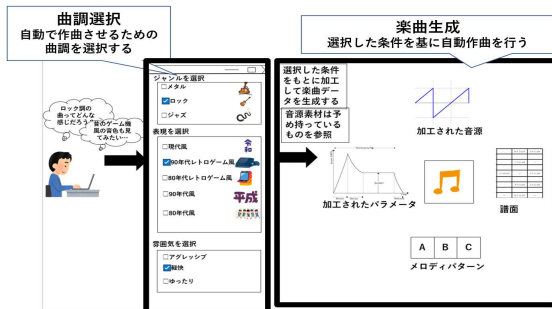 曲調選択
自動で作曲させるための
曲調を選択する
楽曲生成
選択した条件を基に自動作曲を行う
ロック調の
曲ってどんな
感じだろう
昔のゲーム機
風の音色も見
てみたい…
ジャンルを選択
□メタル
☑ロック
□ジャズ
表現を選択
□現代風
令和
☑90年代レトロゲーム風
□80年代レトロゲーム風
□90年代風
平成
□80年代風
雰囲気を選択
□アグレッシブ
☑軽快
□ゆったり
選択した条件
をもとに加工
して楽曲デー
タを生成する
音源素材は予
め持っている
ものを参照
加工された音源
加工されたパラメータ
譜面
A B C
メロディパターン